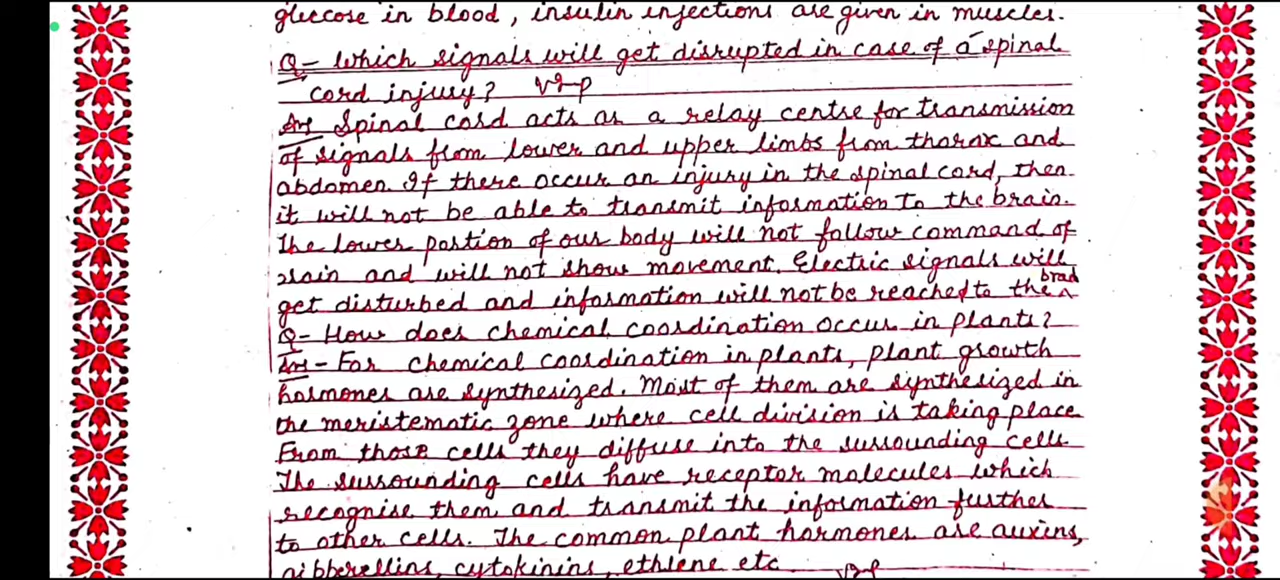 glucose in blood, insulin injections are given in muscles.
Q- Which signals will get disrupted in case of a spinal
cord injury? V.Imp
Ans Spinal cord acts as a relay centre for transmission
of signals from lower and upper limbs from thorax and
abdomen. If there occur an injury in the spinal cord, then
it will not be able to transmit information to the brain.
The lower portion of our body will not follow command of
brain and will not show movement. Electric signals will
get disturbed and information will not be reached to the brain
Q- How does chemical coordination occur in plants?
Ans- For chemical coordination in plants, plant growth
hormones are synthesized. Most of them are synthesized in
the meristematic zone where cell division is taking place
From those cells they diffuse into the surrounding cells.
The surrounding cells have receptor molecules which
recognise them and transmit the information further
to other cells. The common plant hormones are auxins,
gibberellins, cytokinins, ethlene etc